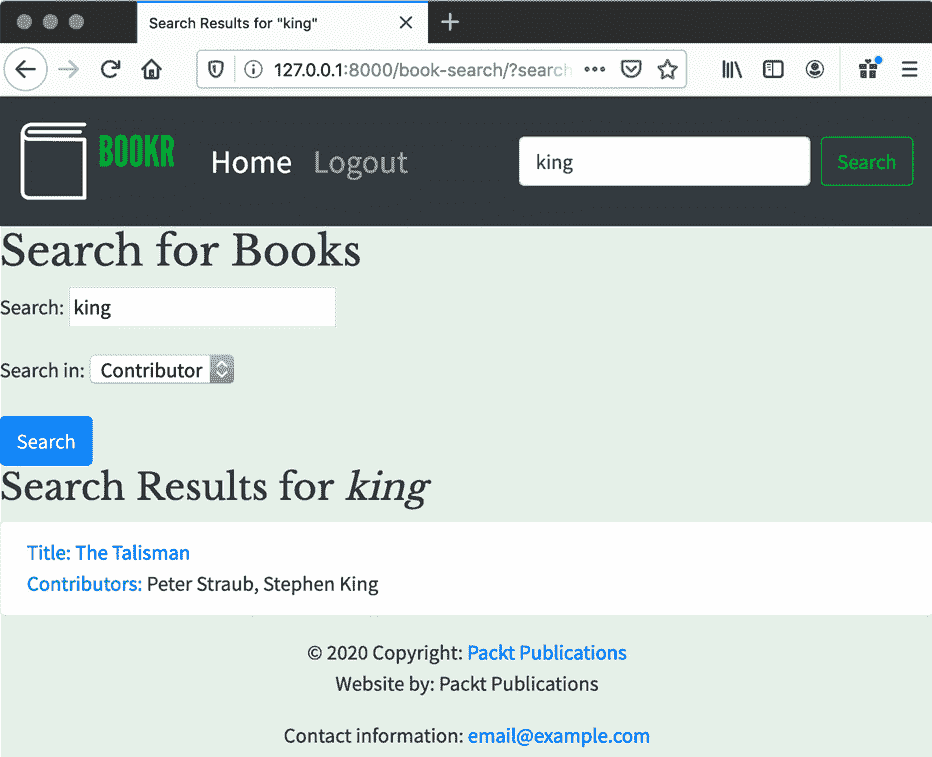 Search Results for "king"
127.0.0.1:8000/book-search/?search
BOOKR
Home Logout king Search
Search for Books
Search: king
Search in: Contributor
Search
Search Results for king
Title: The Talisman
Contributors: Peter Straub, Stephen King
© 2020 Copyright: Packt Publications
Website by: Packt Publications
Contact information: email@example.com